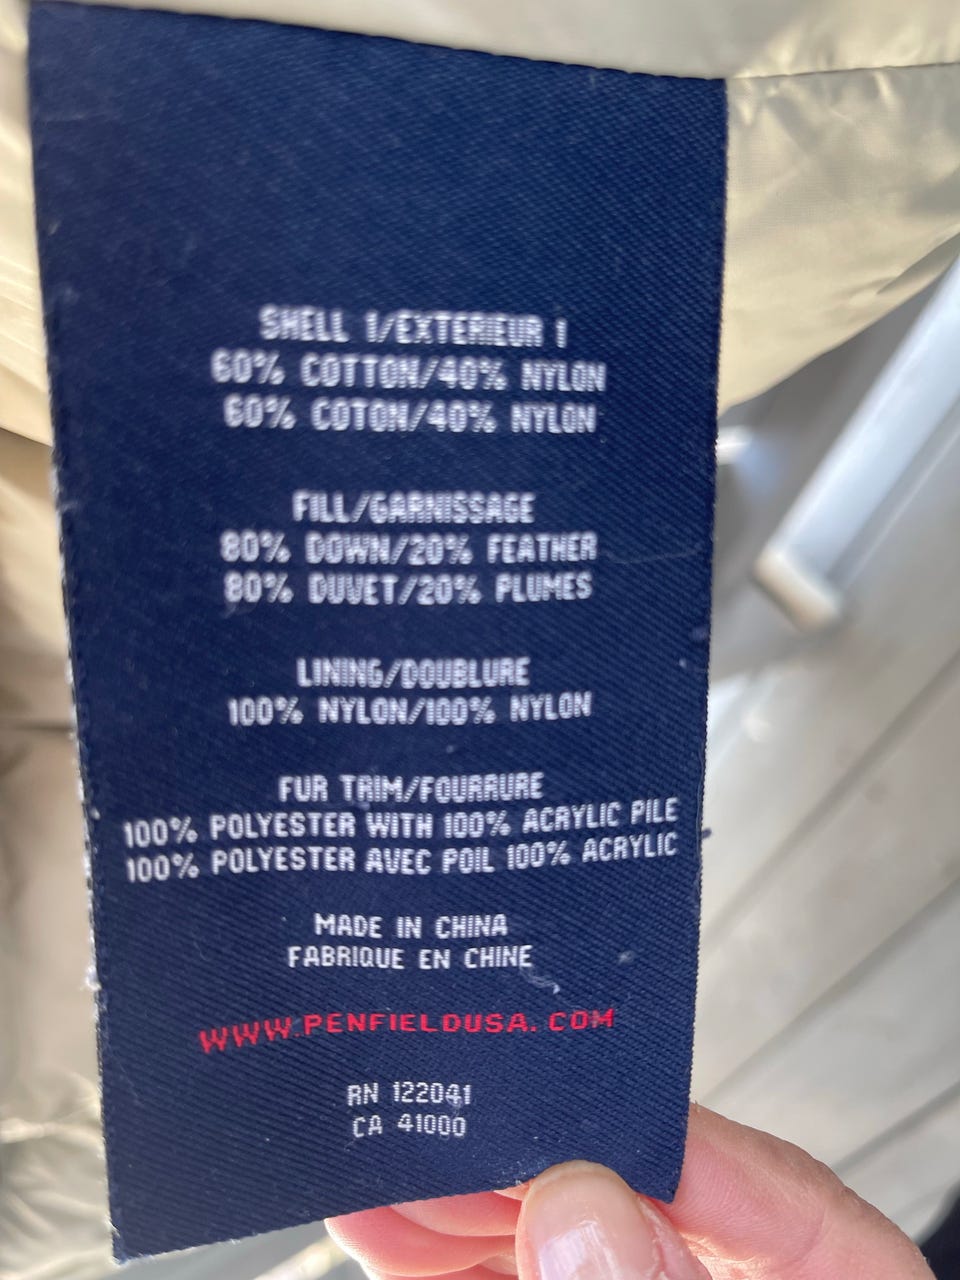 SHELL 1/EXTERIEUR 1
60% COTTON/40% NYLON
60% COTON/40% NYLON
FILL/GARNISSAGE
80% DOWN/20% FEATHER
80% DUVET/20% PLUMES
LINING/DOUBLURE
100% NYLON/100% NYLON
FUR TRIM/FOURRURE
100% POLYESTER WITH 100% ACRYLIC PILE
100% POLYESTER AVEC POIL 100% ACRYLIC
MADE IN CHINA
FABRIQUE EN CHINE
WWW.PENFIELDUSA.COM
RN 122041
CA 41000